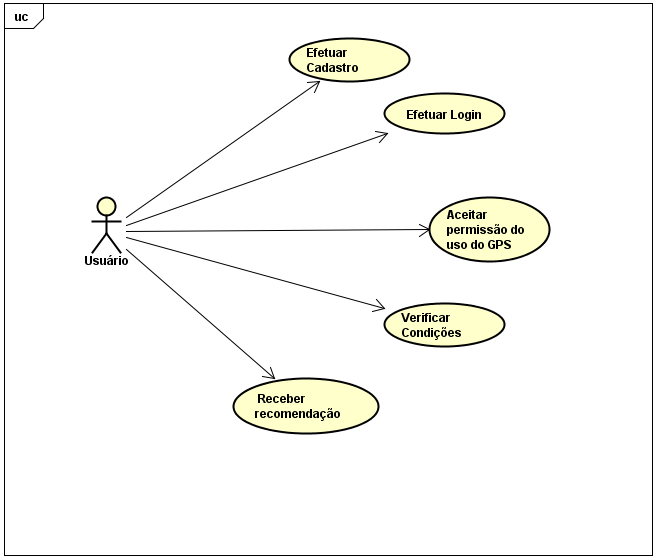 uc
Efetuar
Cadastro
Efetuar Login
Aceitar
permissão do
uso do GPS
Usuário
Verificar
Condições
Receber
recomendação